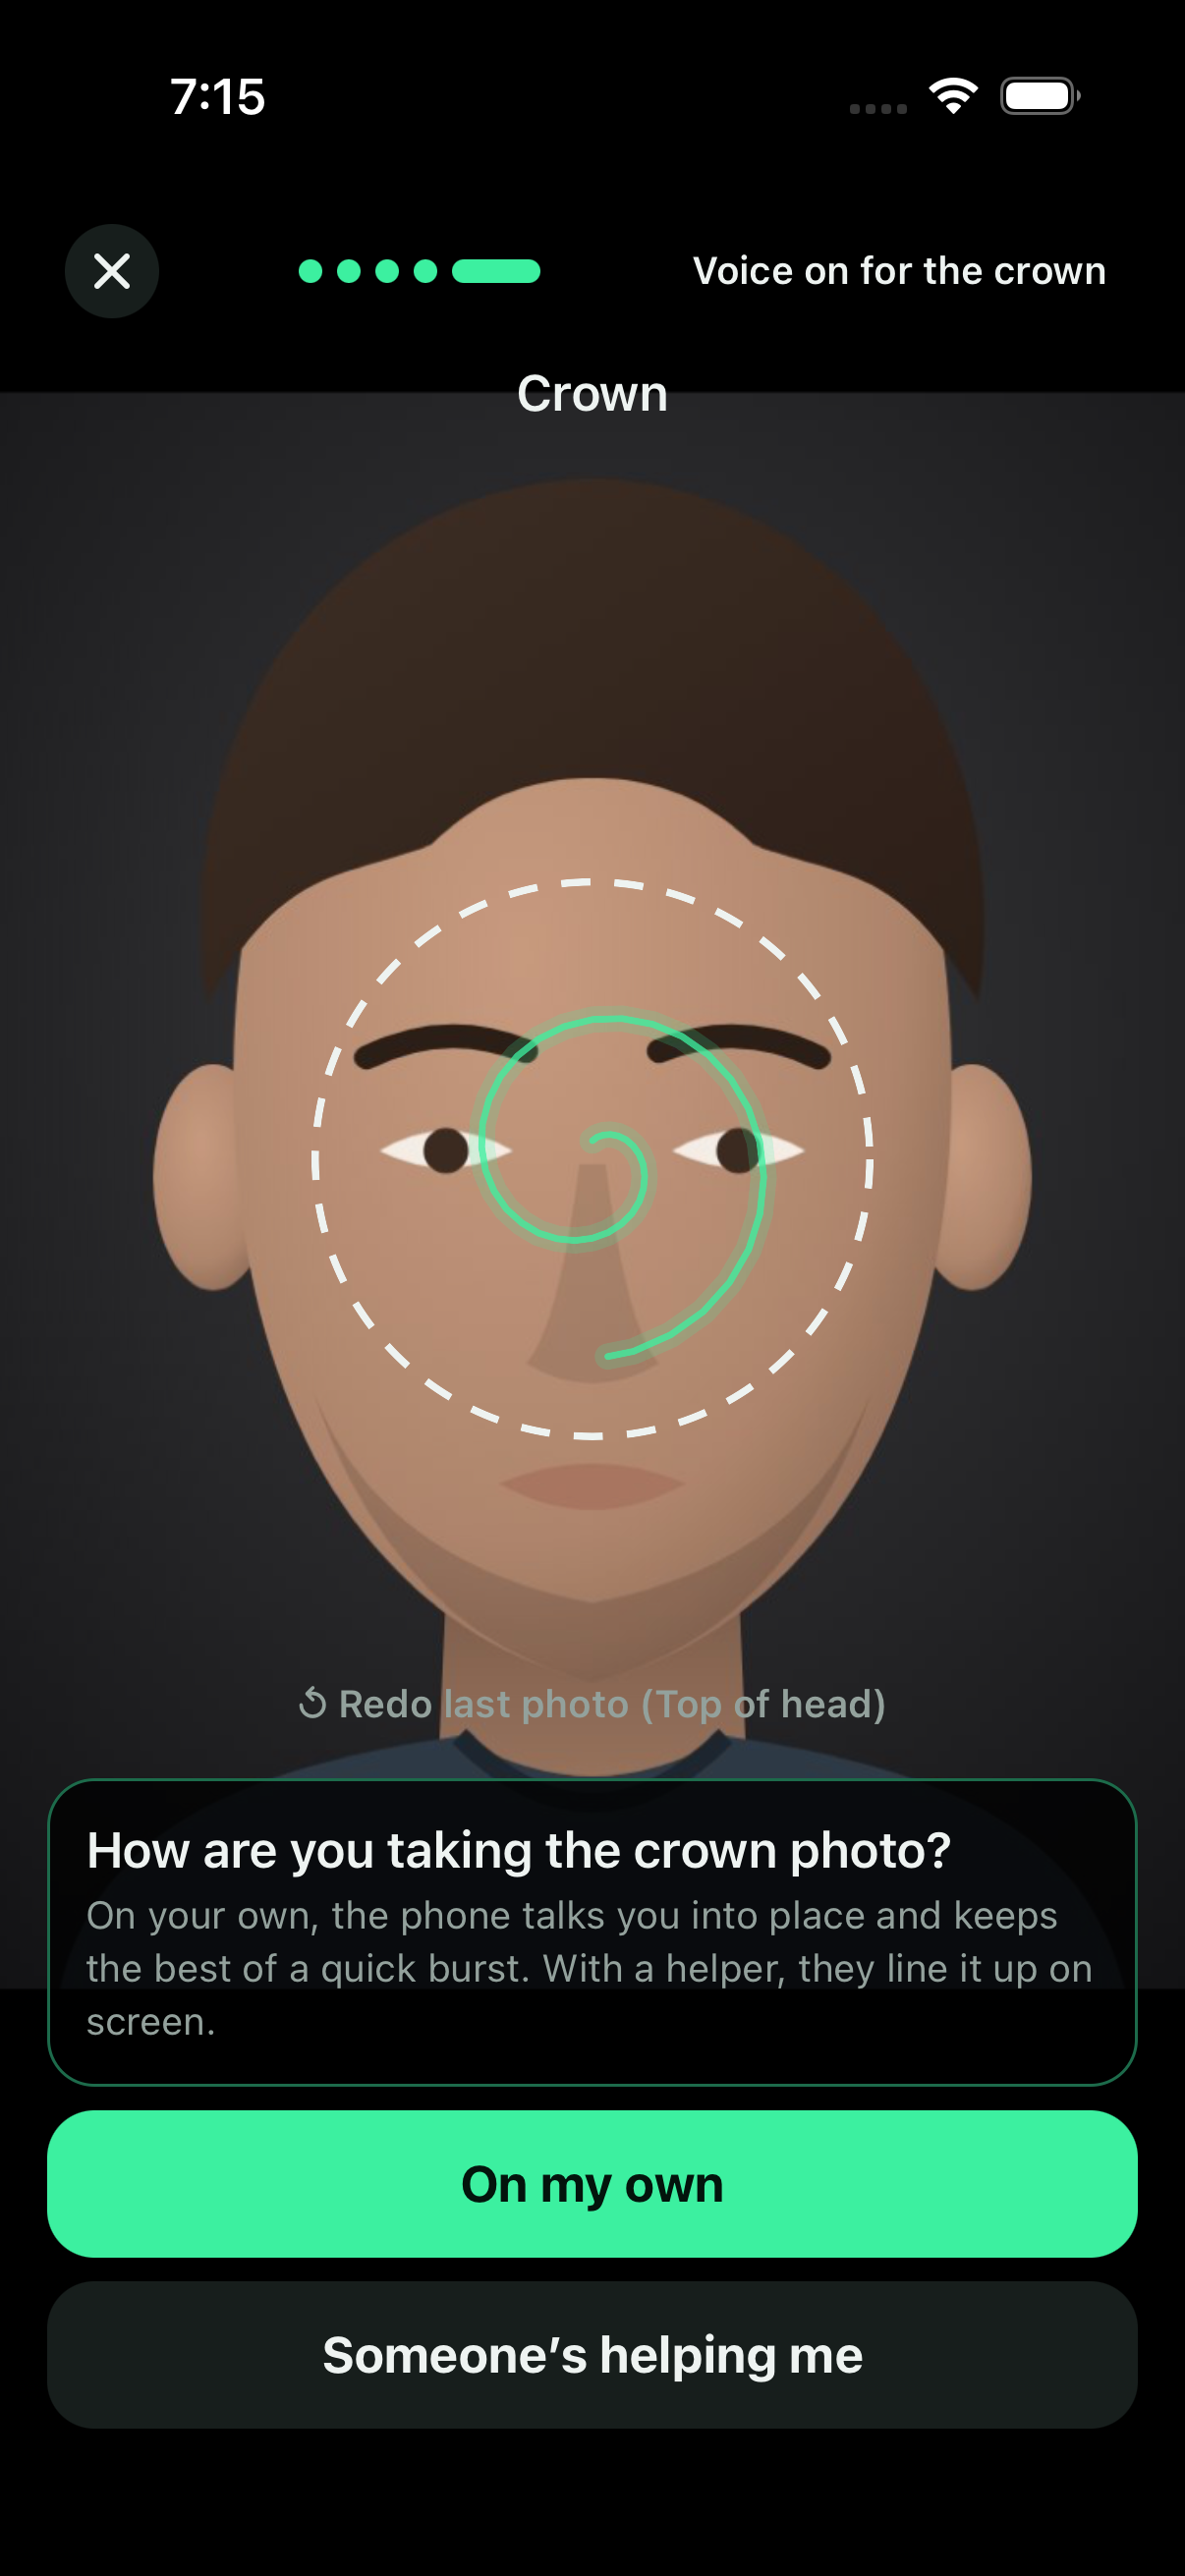 7:15
Voice on for the crown
Crown
Redo last photo (Top of head)
How are you taking the crown photo?
On your own, the phone talks you into place and keeps
the best of a quick burst. With a helper, they line it up on
screen.
On my own
Someone’s helping me